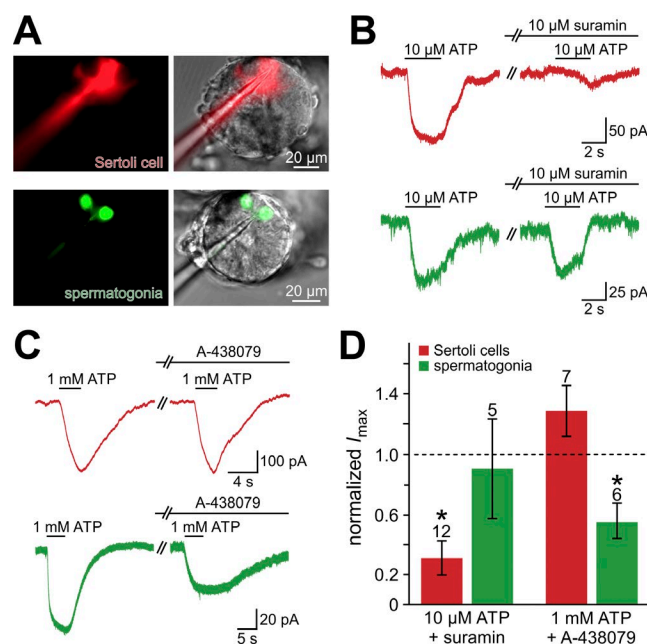 A
Sertoli cell
20 µm
spermatogonia
20 µm
B
10 µM suramin
10 µM ATP
10 µM ATP
//
50 pA
2 s
10 µM suramin
10 µM ATP
10 µM ATP
//
25 pA
2 s
C
A-438079
1 mM ATP
1 mM ATP
//
100 pA
4 s
A-438079
1 mM ATP
1 mM ATP
//
20 pA
5 s
D
Sertoli cells
spermatogonia
normalized Imax
1.4
1.0
0.6
0.2
0
*
12
5
7
*
6
10 µM ATP
+ suramin
1 mM ATP
+ A-438079